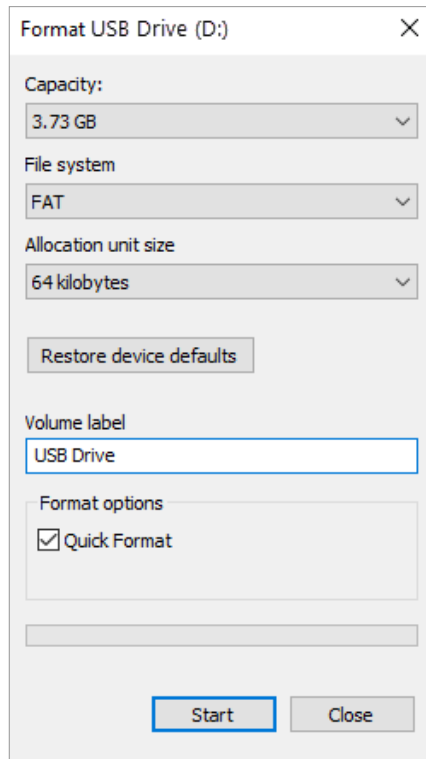 Format USB Drive (D:)
Capacity:
3.73 GB
File system
FAT
Allocation unit size
64 kilobytes
Restore device defaults
Volume label
USB Drive
Format options
Quick Format
Start
Close